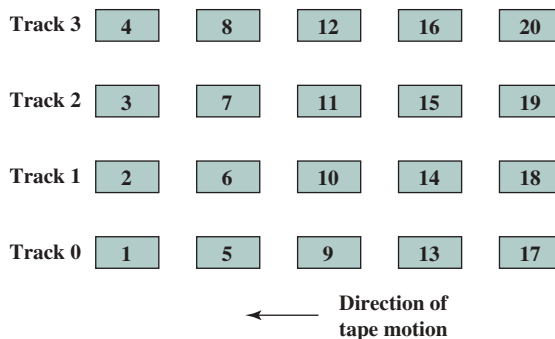 Track 3 4 8 12 16 20
Track 2 3 7 11 15 19
Track 1 2 6 10 14 18
Track 0 1 5 9 13 17
Direction of
tape motion